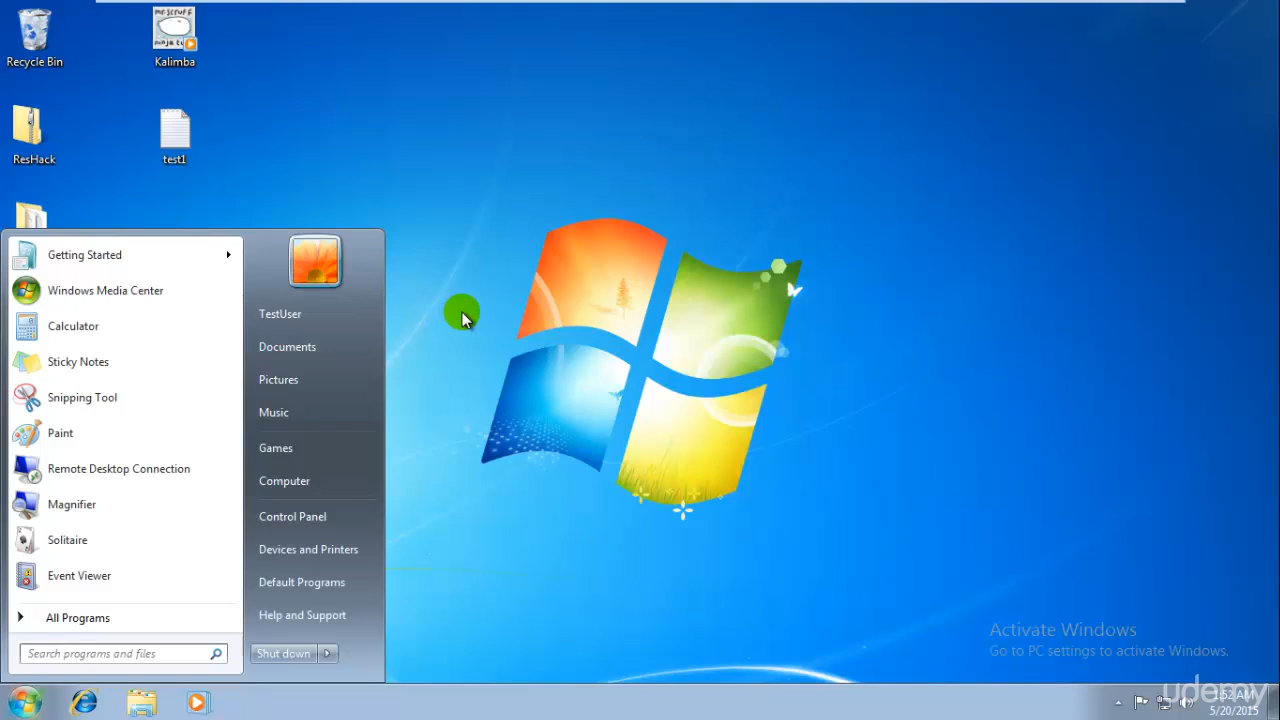 Recycle Bin
Kalimba
ResHack
test1
Getting Started
Windows Media Center
Calculator
Sticky Notes
Snipping Tool
Paint
Remote Desktop Connection
Magnifier
Solitaire
Event Viewer
All Programs
Search programs and files
TestUser
Documents
Pictures
Music
Games
Computer
Control Panel
Devices and Printers
Default Programs
Help and Support
Shut down
Activate Windows
Go to PC settings to activate Windows.
udemy
1:52 AM
5/20/2015